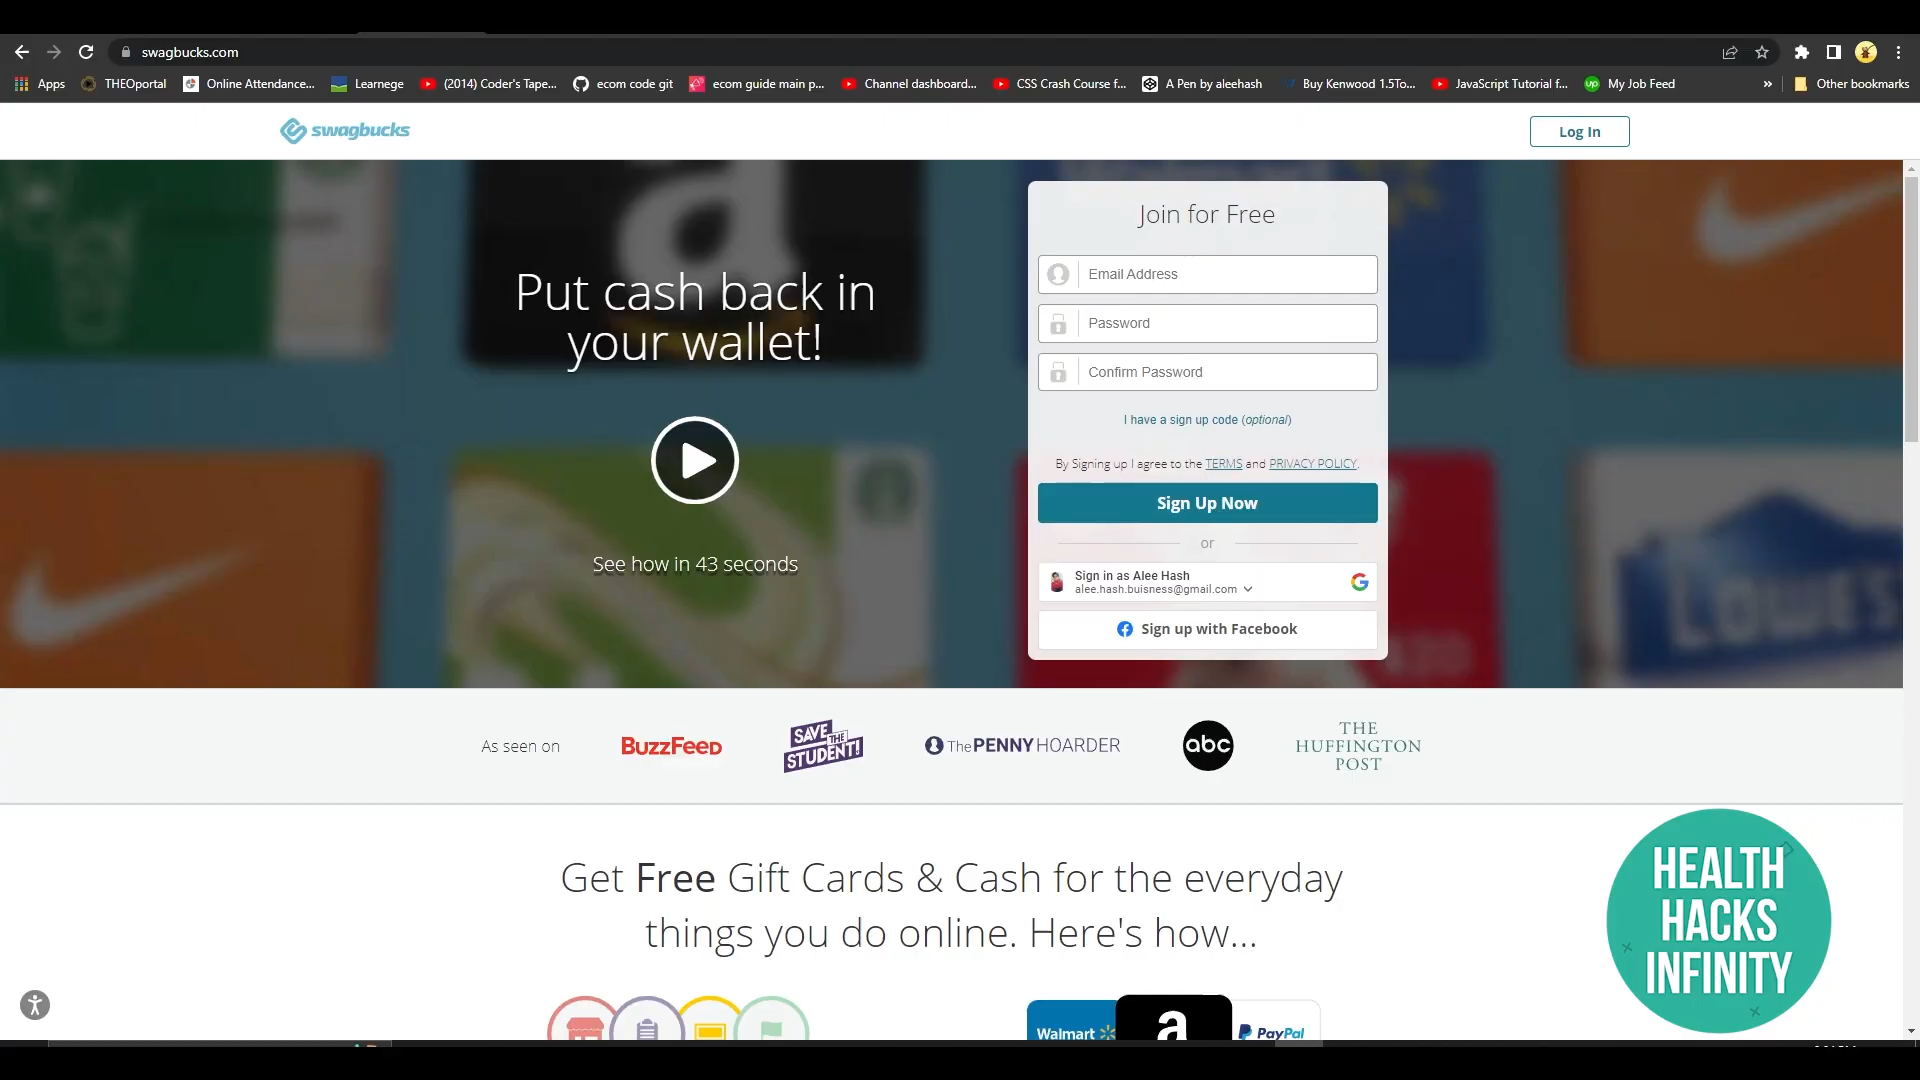 swagbucks.com
Apps
THEOportal
Online Attendance...
Learnege
(2014) Coder's Tape...
ecom code git
ecom guide main p...
Channel dashboard...
CSS Crash Course f...
A Pen by aleehash
Buy Kenwood 1.5To...
JavaScript Tutorial f...
up
My Job Feed
»
Other bookmarks
swagbucks
Log In
Put cash back in
your wallet!
See how in 43 seconds
Join for Free
Email Address
Password
Confirm Password
I have a sign up code (optional)
By Signing up I agree to the TERMS and PRIVACY POLICY.
Sign Up Now
or
Sign in as Alee Hash
alee.hash.buisness@gmail.com
Sign up with Facebook
LOWE'S
As seen on
BuzzFeed
SAVE THE
STUDENT!
The PENNY HOARDER
abc
THE
HUFFINGTON
POST
Get Free Gift Cards & Cash for the everyday
things you do online. Here's how...
Walmart
a
PayPal
HEALTH
HACKS
INFINITY